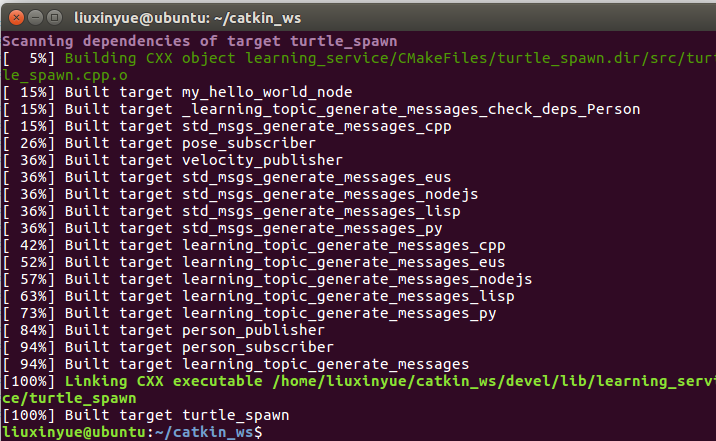 liuxinyue@ubuntu: ~/catkin_ws
Scanning dependencies of target turtle_spawn
[  5%] Building CXX object learning_service/CMakeFiles/turtle_spawn.dir/src/turt
le_spawn.cpp.o
[ 15%] Built target my_hello_world_node
[ 15%] Built target _learning_topic_generate_messages_check_deps_Person
[ 15%] Built target std_msgs_generate_messages_cpp
[ 26%] Built target pose_subscriber
[ 36%] Built target velocity_publisher
[ 36%] Built target std_msgs_generate_messages_eus
[ 36%] Built target std_msgs_generate_messages_nodejs
[ 36%] Built target std_msgs_generate_messages_lisp
[ 36%] Built target std_msgs_generate_messages_py
[ 42%] Built target learning_topic_generate_messages_cpp
[ 52%] Built target learning_topic_generate_messages_eus
[ 57%] Built target learning_topic_generate_messages_nodejs
[ 63%] Built target learning_topic_generate_messages_lisp
[ 73%] Built target learning_topic_generate_messages_py
[ 84%] Built target person_publisher
[ 94%] Built target person_subscriber
[ 94%] Built target learning_topic_generate_messages
[100%] Linking CXX executable /home/liuxinyue/catkin_ws/devel/lib/learning_servi
ce/turtle_spawn
[100%] Built target turtle_spawn
liuxinyue@ubuntu:~/catkin_ws$